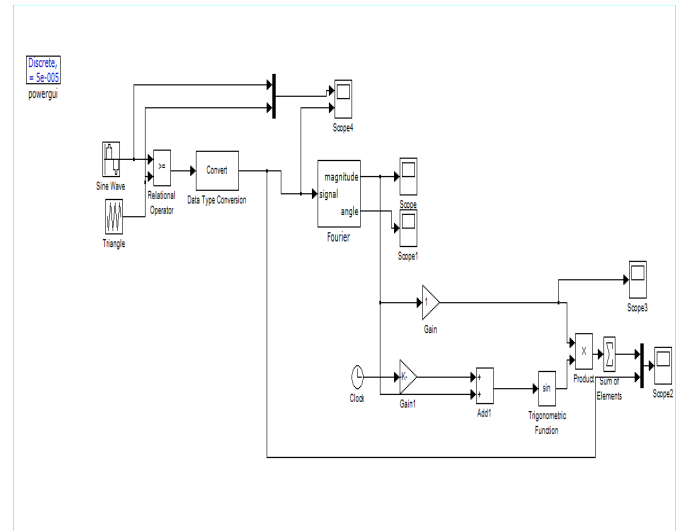 Discrete,
= 5e-005
powergui
Scope4
>=
Convert
Sine Wave
Relational
Operator
Data Type Conversion
magnitude
signal
angle
Fourier
Scope
Scope1
Triangle
1
Gain
Scope3
Clock
K-
Gain1
+
+
Add1
sin
Trigonometric
Function
×
Product
Σ
Sum of
Elements
Scope2